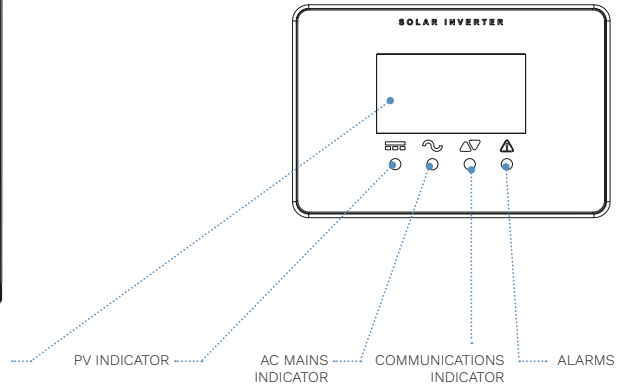 SOLAR INVERTER
PV INDICATOR
AC MAINS
INDICATOR
COMMUNICATIONS
INDICATOR
ALARMS